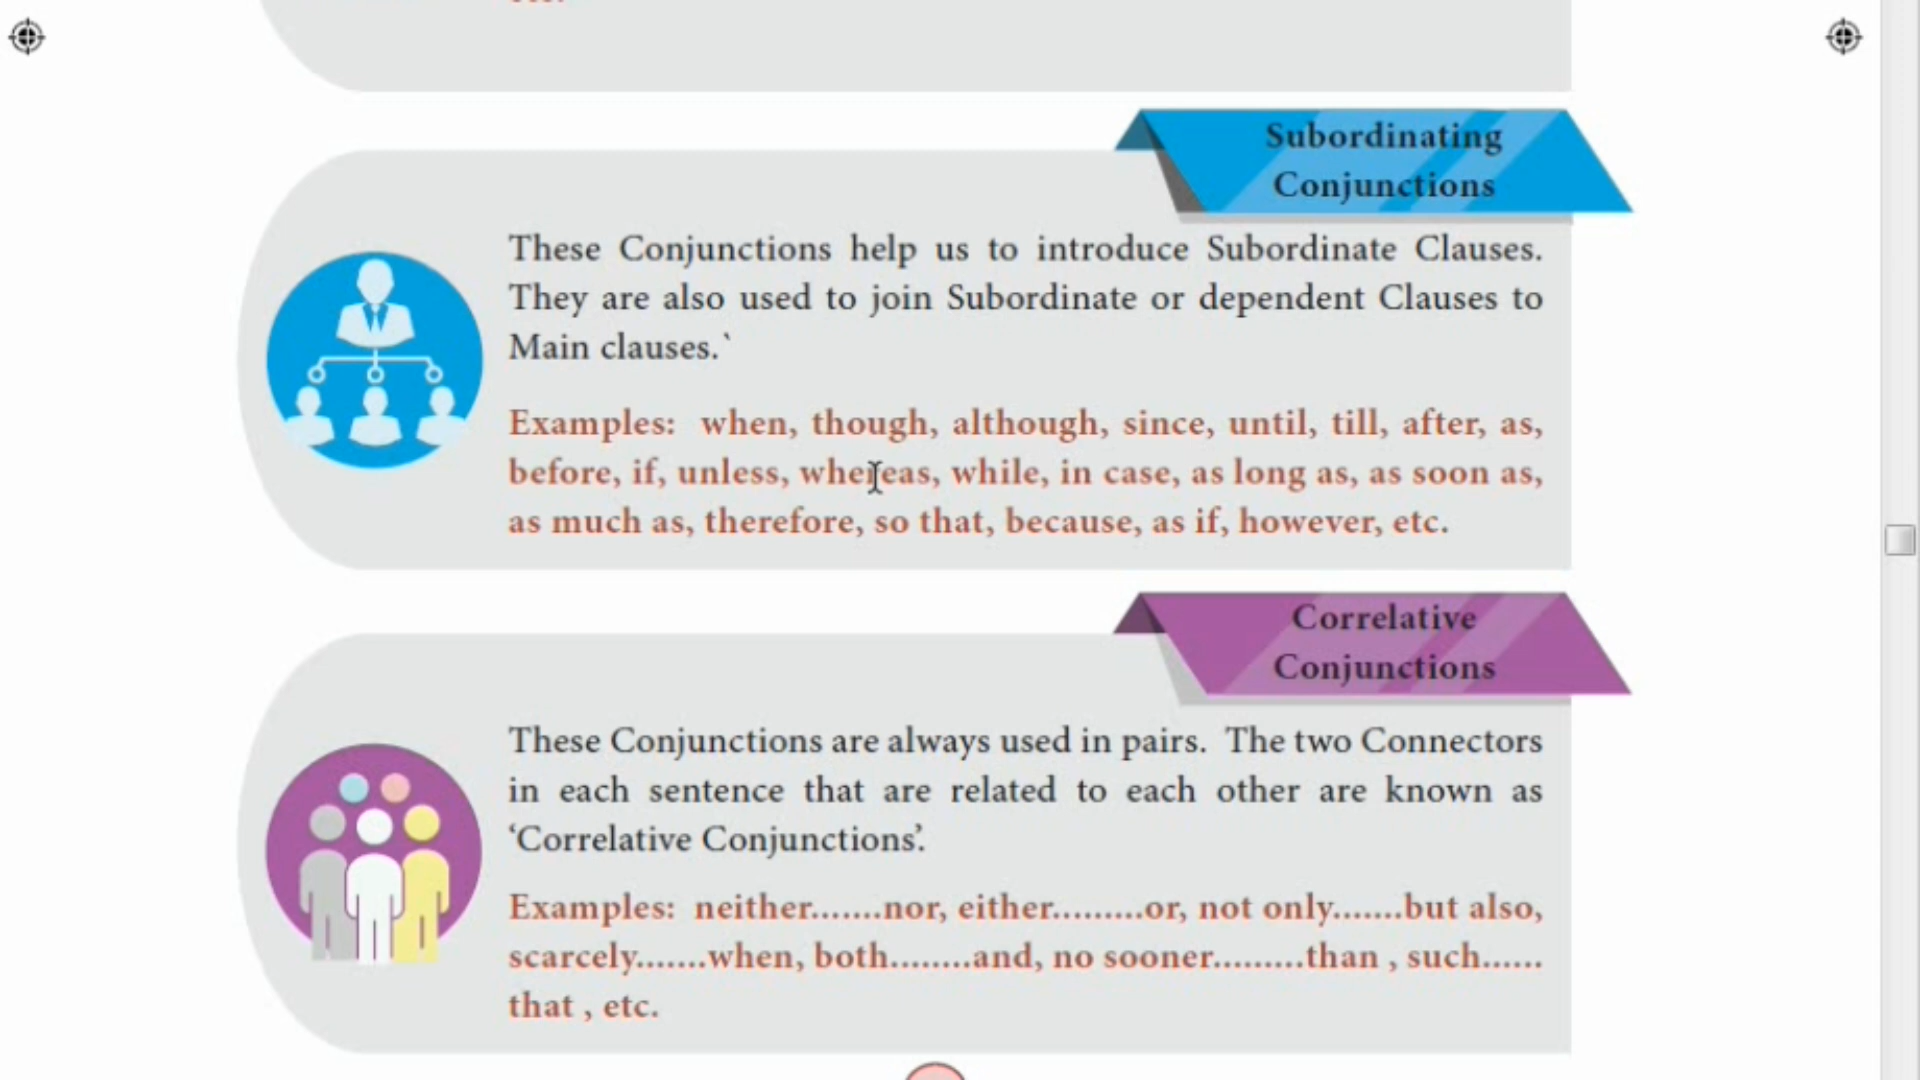 Subordinating
Conjunctions
These Conjunctions help us to introduce Subordinate Clauses.
They are also used to join Subordinate or dependent Clauses to
Main clauses.`
Examples: when, though, although, since, until, till, after, as,
before, if, unless, whereas, while, in case, as long as, as soon as,
as much as, therefore, so that, because, as if, however, etc.
Correlative
Conjunctions
These Conjunctions are always used in pairs. The two Connectors
in each sentence that are related to each other are known as
‘Correlative Conjunctions’.
Examples: neither.......nor, either.........or, not only.......but also,
scarcely.......when, both........and, no sooner.........than , such......
that , etc.